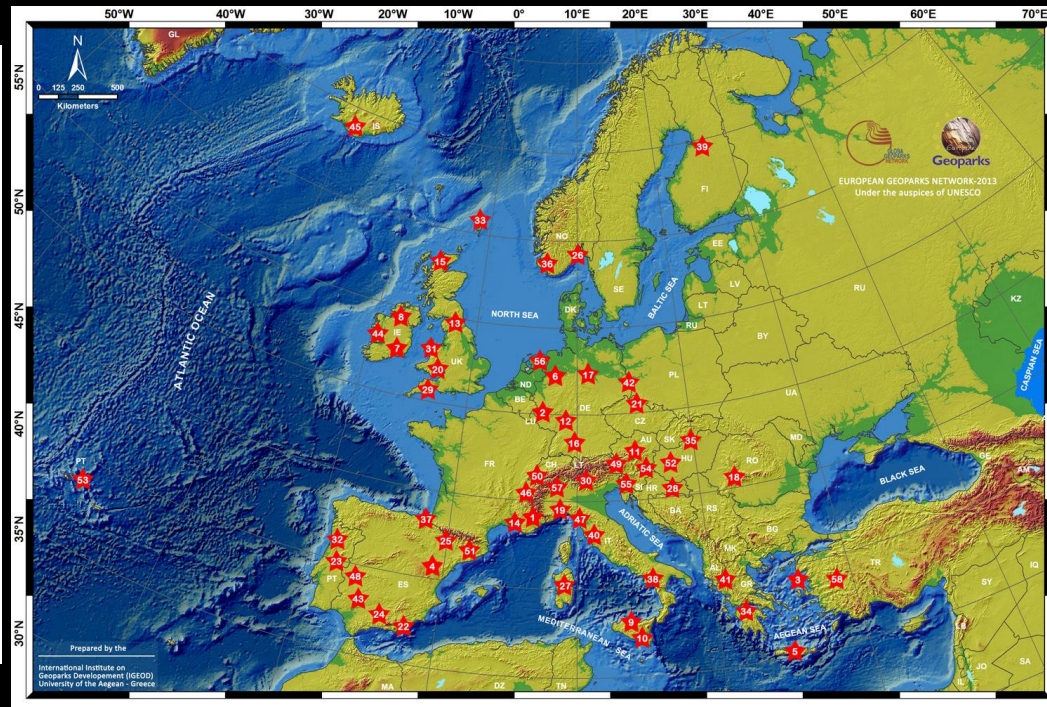 50°W 40°W 30°W 20°W 10°W 0° 10°E 20°E 30°E 40°E 50°E 60°E 70°E
GL
N
0 125 250 500
Kilometers
55°N
50°N
45°N
40°N
35°N
30°N
45 IS
39
GLOBAL
GEOPARKS
NETWORK
European
Geoparks
EUROPEAN GEOPARKS NETWORK-2013
Under the auspices of UNESCO
FI
33
NO
15
36
26
EE
SE
LV
RU
KZ
BALTIC SEA
LT
RU
NORTH SEA
DK
8
13
44
IE
7
31
BY
UK
20
29
56
6
17
42
PL
ND
21
UA
CASPIAN SEA
ATLANTIC OCEAN
BE
2
DE
LU
12
CZ
16
AU
SK
35
11
MD
HU
RO
PT
53
FR
CH
LT
49
54
52
50
30
55
SI
HR
28
18
GE
BLACK SEA
AM
46
57
19
BA
RS
14
1
47
ADRIATIC SEA
BG
37
40
IT
32
25
51
MK
23
4
AL
PT
48
ES
27
38
41
GR
3
58
TR
IQ
SY
43
24
22
9
34
MEDITERRANEAN SEA
10
AEGEAN SEA
5
LB
Prepared by the
International Institute on
Geoparks Developement (IGEOD)
University of the Aegean - Greece
MA
DZ
TN
JO
SA
IL